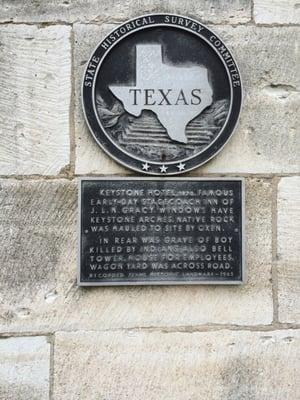 STATE HISTORICAL SURVEY COMMITTEE
TEXAS
KEYSTONE HOTEL, 1870. FAMOUS
EARLY-DAY STAGECOACH INN OF
J. L. N. GRACY. WINDOWS HAVE
KEYSTONE ARCHES. NATIVE ROCK
WAS HAULED TO SITE BY OXEN.
IN REAR WAS GRAVE OF BOY
KILLED BY INDIANS, ALSO BELL
TOWER, HOUSE FOR EMPLOYEES.
WAGON YARD WAS ACROSS ROAD.
RECORDED TEXAS HISTORIC LANDMARK - 1965